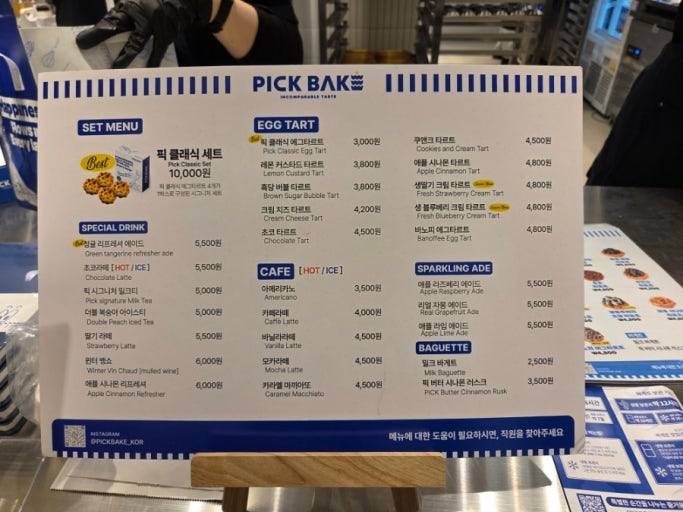 PICK BAKE
INCOMPARABLE TASTE
SET MENU
Best
픽 클래식 세트
Pick Classic Set
10,000원
픽 클래식 에그타르트 4개가
SPECIAL DRINK
청귤 리프레셔 에이드 5,500원
Green tangerine refresher ade
초코라떼 [HOT / ICE] 5,500원
Chocolate Latte
픽 시그니처 밀크티 5,000원
Pick signature Milk Tea
더블 복숭아 아이스티 5,000원
Double Peach Iced Tea
딸기 라떼 5,500원
Strawberry Latte
윈터 뱅쇼 6,000원
Winter Vin Chaud [mulled wine]
애플 시나몬 리프레셔 6,000원
Apple Cinnamon Refresher
EGG TART
픽 클래식 에그타르트 3,000원
Pick Classic Egg Tart
레몬 커스타드 타르트 3,800원
Lemon Custard Tart
흑당 버블 타르트 3,800원
Brown Sugar Bubble Tart
크림 치즈 타르트 4,200원
Cream Cheese Tart
초코 타르트 4,500원
Chocolate Tart
쿠앤크 타르트 4,500원
Cookies and Cream Tart
애플 시나몬 타르트 4,800원
Apple Cinnamon Tart
생딸기 크림 타르트 4,800원
Fresh Strawberry Cream Tart
생 블루베리 크림 타르트 4,800원
Fresh Blueberry Cream Tart
바노피 에그타르트 4,800원
Banoffee Egg Tart
CAFE [HOT / ICE]
아메리카노 3,500원
Americano
카페라떼 4,000원
Caffe Latte
바닐라라떼 4,500원
Vanilla Latte
모카라떼 4,500원
Mocha Latte
카라멜 마끼아또 4,500원
Caramel Macchiato
SPARKLING ADE
애플 라즈베리 에이드 5,500원
Apple Raspberry Ade
리얼 자몽 에이드 5,500원
Real Grapefruit Ade
애플 라임 에이드 5,500원
Apple Lime Ade
BAGUETTE
밀크 바게트 2,500원
Milk Baguette
픽 버터 시나몬 러스크 3,500원
PICK Butter Cinnamon Rusk
INSTAGRAM
@PICKBAKE_KOR
메뉴에 대한 도움이 필요하시면, 직원을 찾아주세요